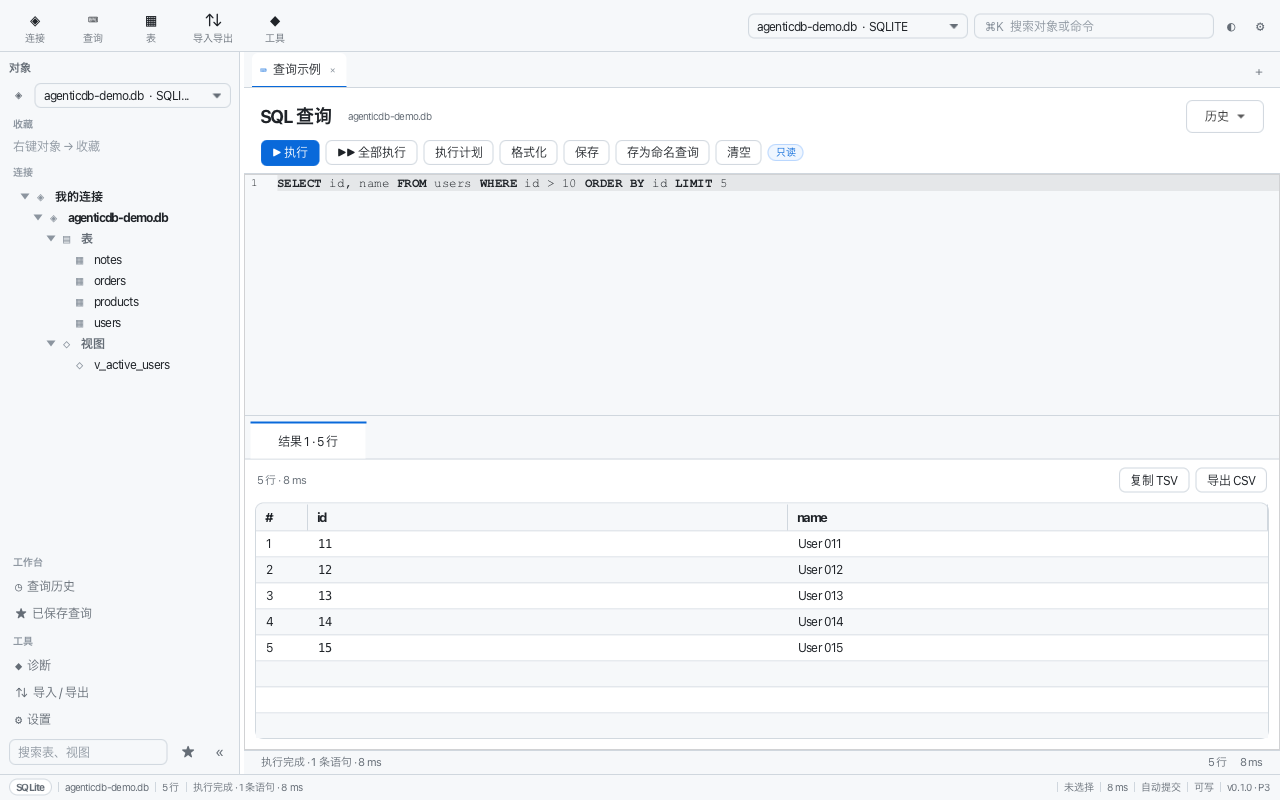 连接
查询
表
导入导出
工具
agenticdb-demo.db · SQLITE
⌘K 搜索对象或命令
对象
agenticdb-demo.db · SQLI...
收藏
右键对象 → 收藏
连接
我的连接
agenticdb-demo.db
表
notes
orders
products
users
视图
v_active_users
工作台
查询历史
已保存查询
工具
诊断
导入 / 导出
设置
搜索表、视图
«
查询示例 ×
+
SQL 查询 agenticdb-demo.db
历史
执行
全部执行
执行计划
格式化
保存
存为命名查询
清空
只读
1 SELECT id, name FROM users WHERE id > 10 ORDER BY id LIMIT 5
结果 1 · 5 行
5 行 · 8 ms
复制 TSV
导出 CSV
# id name
1 11 User 011
2 12 User 012
3 13 User 013
4 14 User 014
5 15 User 015
执行完成 · 1 条语句 · 8 ms
5 行 8 ms
SQLite agenticdb-demo.db 5 行 执行完成 · 1 条语句 · 8 ms
未选择 8 ms 自动提交 可写 v0.1.0 · P3